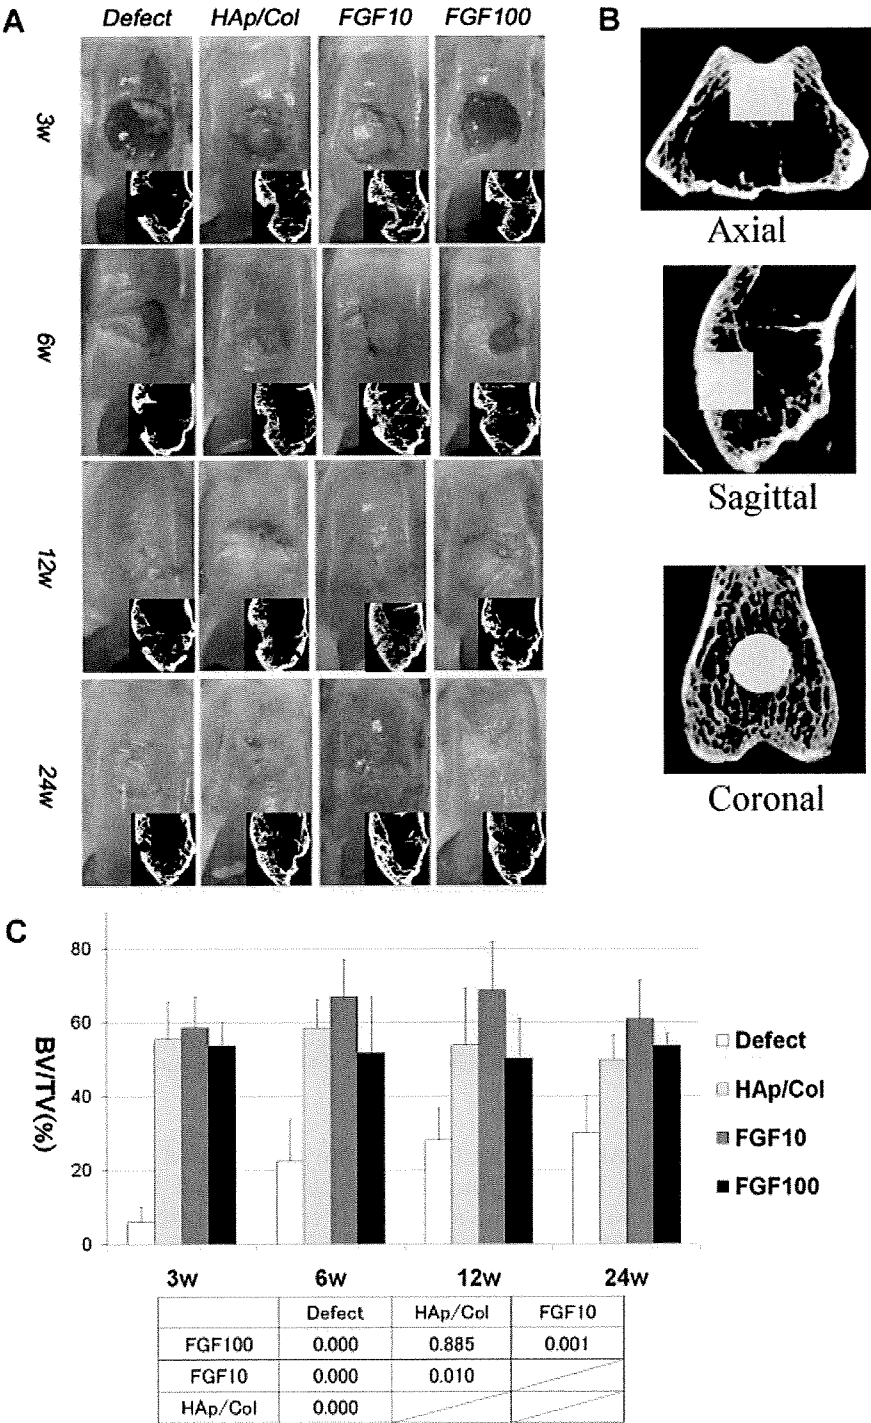 A
Defect HAp/Col FGF10 FGF100
3w
6w
12w
24w
B
Axial
Sagittal
Coronal
C
BV/TV(%)
80
60
40
20
0
3w 6w 12w 24w
Defect
HAp/Col
FGF10
FGF100
Defect HAp/Col FGF10
FGF100 0.000 0.885 0.001
FGF10 0.000 0.010
HAp/Col 0.000